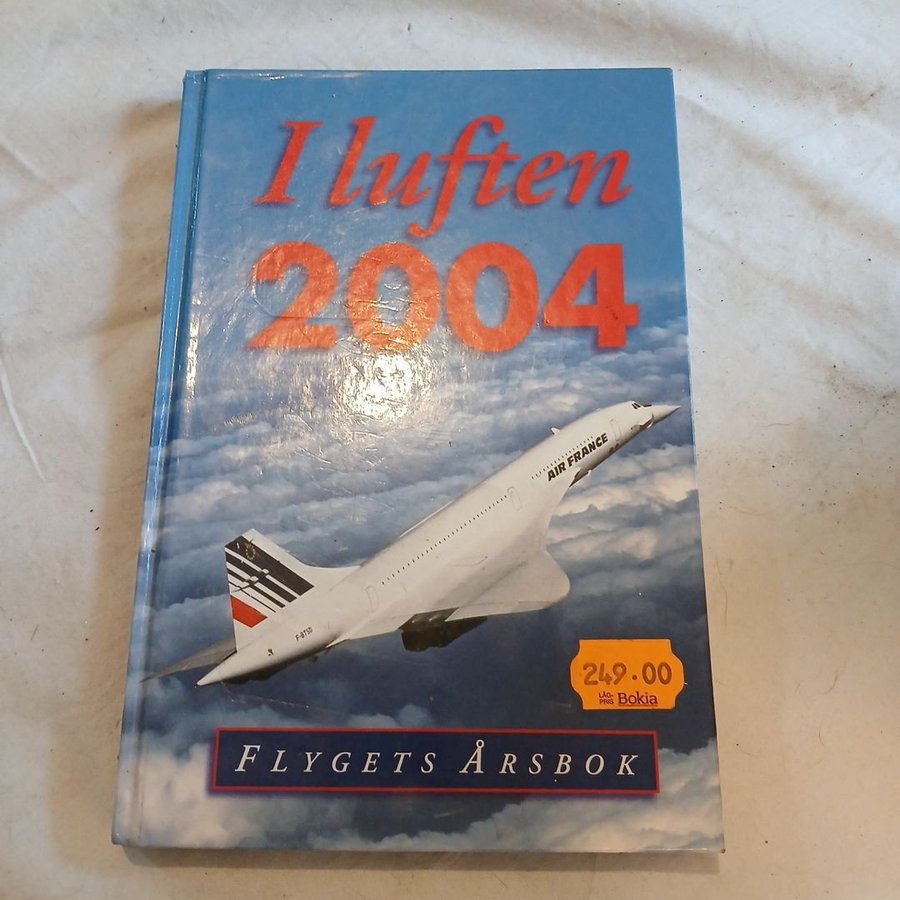 I luften
2004
AIR FRANCE
F-BTSD
249.00
LÅG-
PRIS Bokia
FLYGETS ÅRSBOK